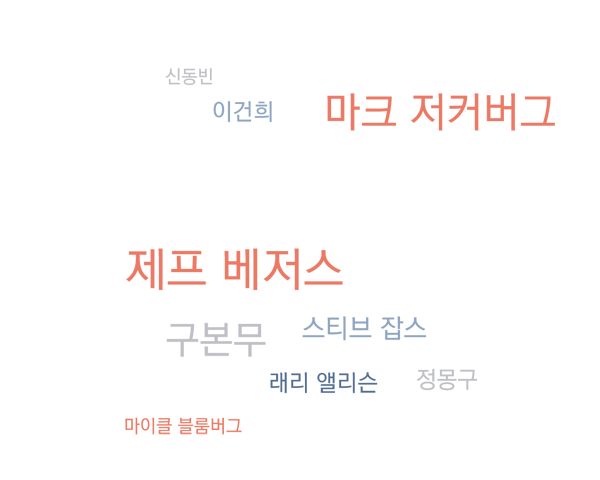 신동빈
이건희
마크 저커버그
제프 베저스
구본무
스티브 잡스
래리 앨리슨
정몽구
마이클 블룸버그